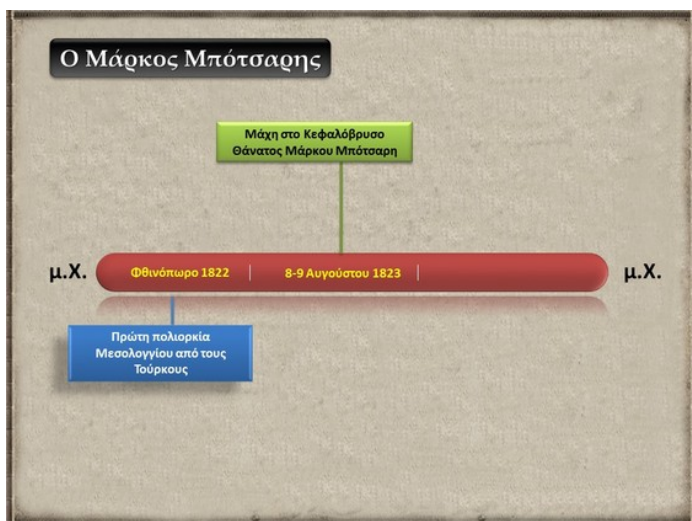 Ο Μάρκος Μπότσαρης
Μάχη στο Κεφαλόβρυσο
Θάνατος Μάρκου Μπότσαρη
μ.Χ.
Φθινόπωρο 1822
8-9 Αυγούστου 1823
μ.Χ.
Πρώτη πολιορκία
Μεσολογγίου από τους
Τούρκους